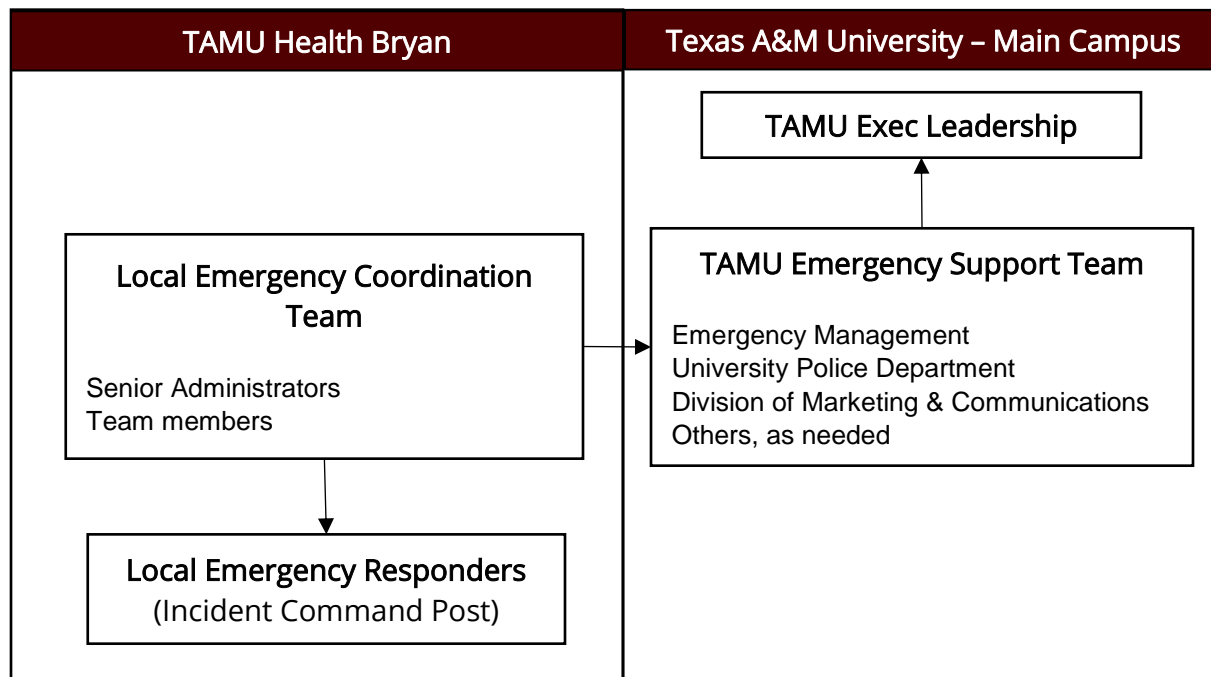 TAMU Health Bryan
Texas A&M University – Main Campus
TAMU Exec Leadership
Local Emergency Coordination
Team
Senior Administrators
Team members
TAMU Emergency Support Team
Emergency Management
University Police Department
Division of Marketing & Communications
Others, as needed
Local Emergency Responders
(Incident Command Post)